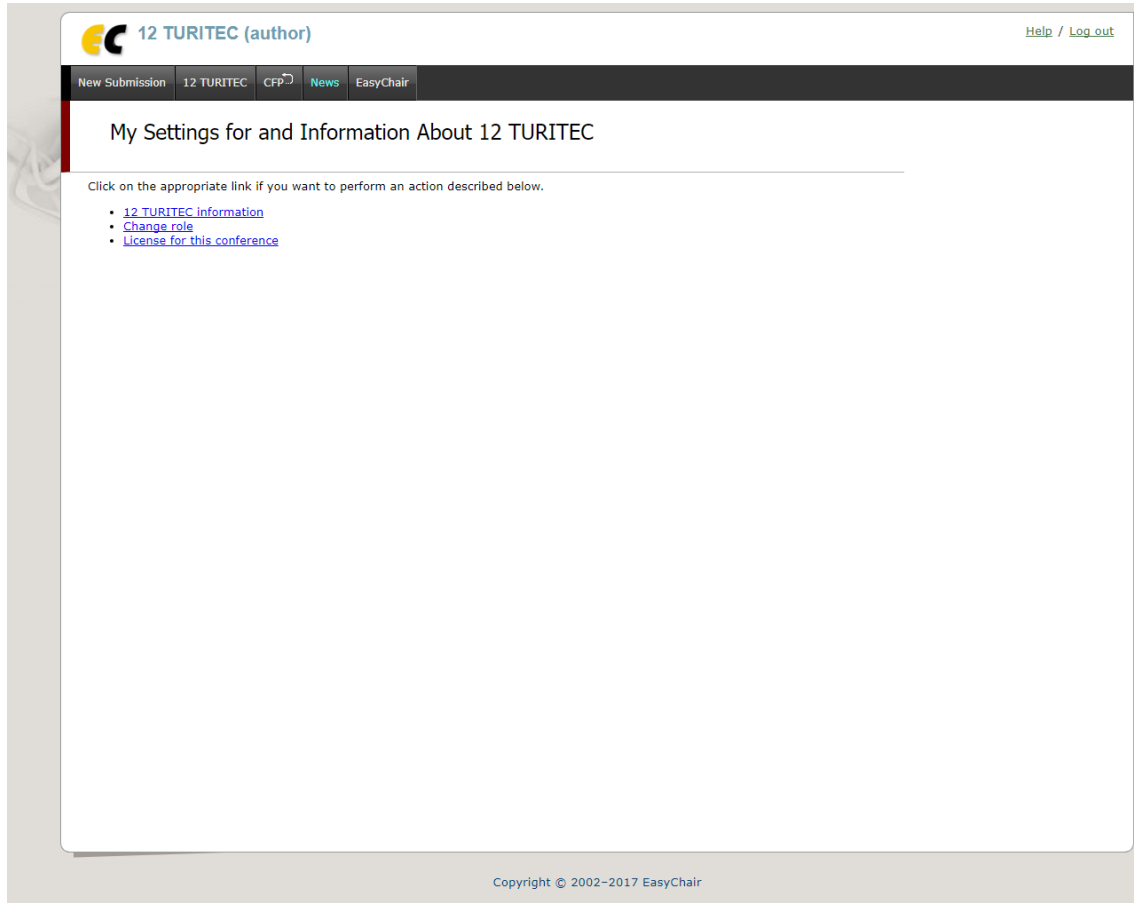 EC 12 TURITEC (author)
Help / Log out
New Submission 12 TURITEC CFP News EasyChair
My Settings for and Information About 12 TURITEC
Click on the appropriate link if you want to perform an action described below.
• 12 TURITEC information
• Change role
• License for this conference
Copyright © 2002–2017 EasyChair